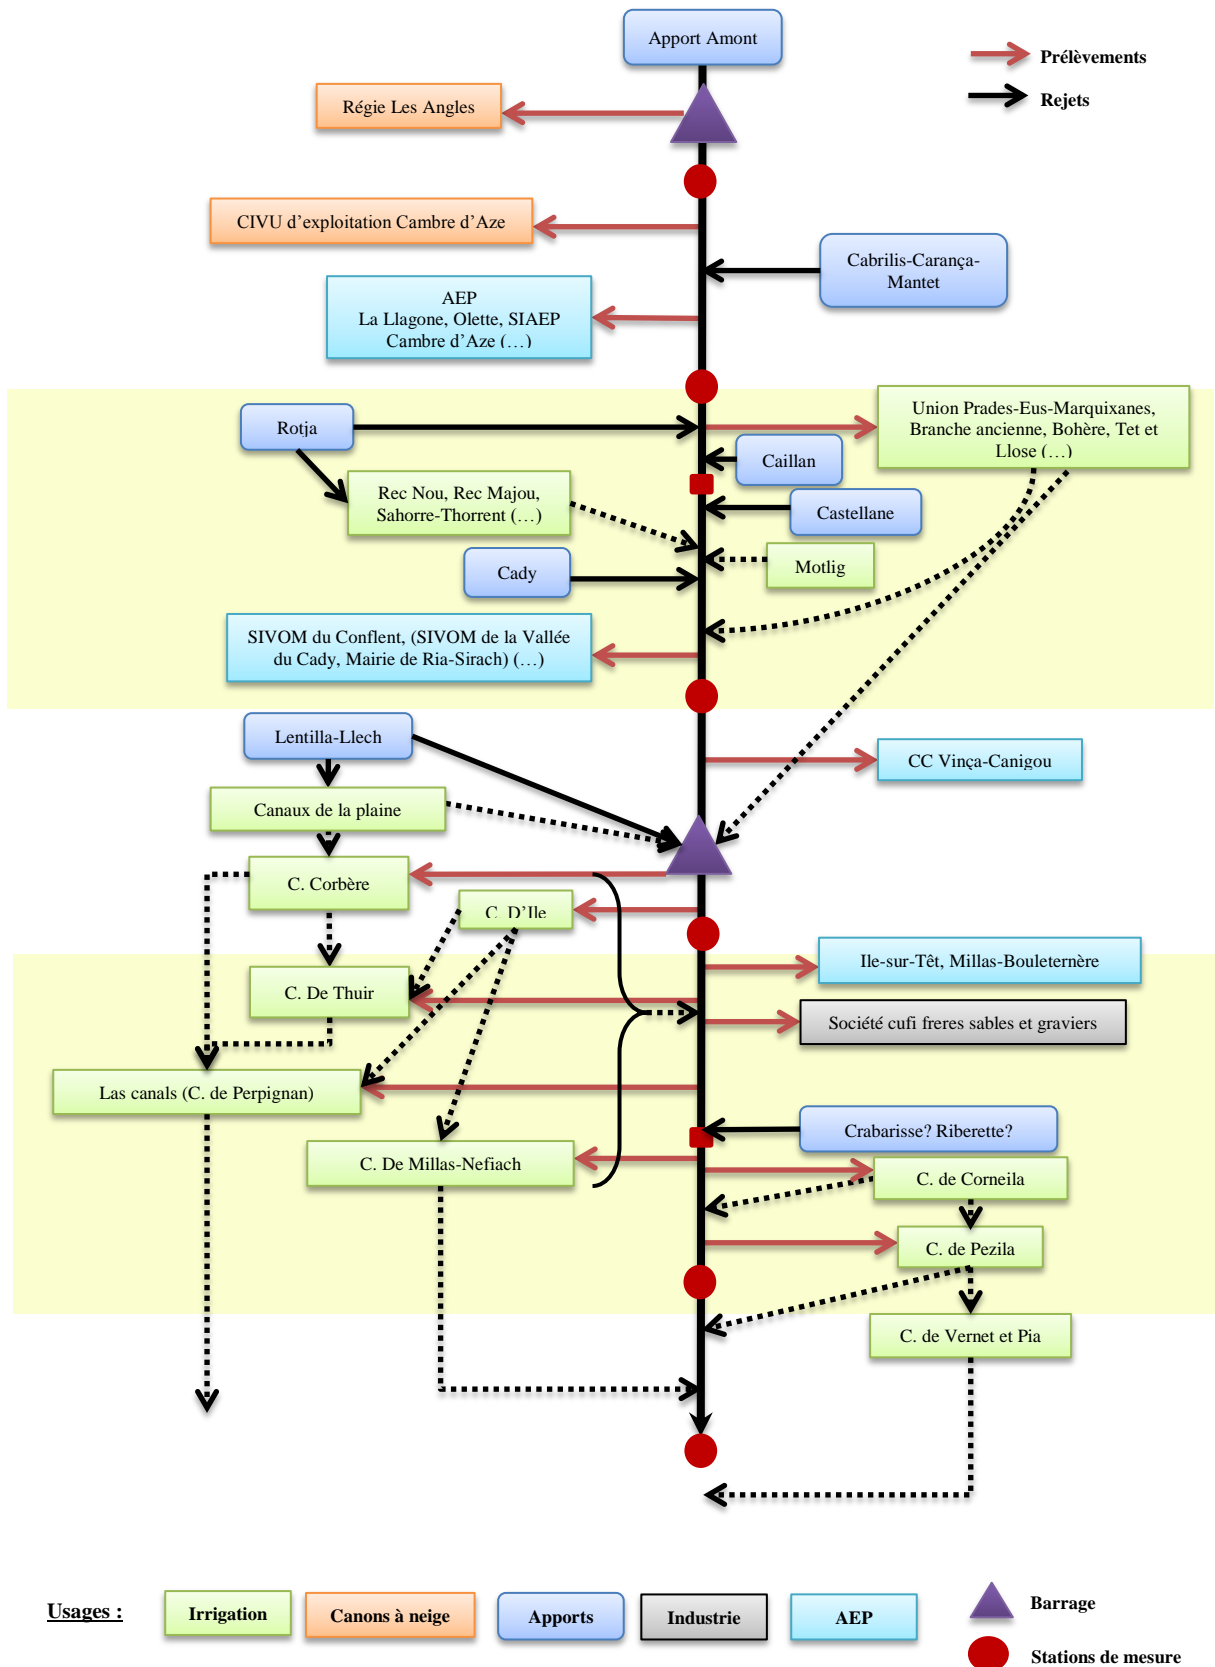 Apport Amont
Prélèvements
Rejets
Régie Les Angles
CIVU d'exploitation Cambre d'Aze
Cabrilis-Carança-
Mantet
AEP
La Llagone, Olette, SIAEP
Cambre d'Aze (…)
Rotja
Union Prades-Eus-Marquixanes,
Branche ancienne, Bohère, Tet et
Llose (…)
Caillan
Rec Nou, Rec Majou,
Sahorre-Thorrent (…)
Castellane
Cady
Motlig
SIVOM du Conflent, (SIVOM de la Vallée
du Cady, Mairie de Ria-Sirach) (…)
Lentilla-Llech
CC Vinça-Canigou
Canaux de la plaine
C. Corbère
C. D'Ile
Ile-sur-Têt, Millas-Bouleternère
C. De Thuir
Société cufi freres sables et graviers
Las canals (C. de Perpignan)
Crabarisse? Riberette?
C. De Millas-Nefiach
C. de Corneila
C. de Pezila
C. de Vernet et Pia
Usages :
Irrigation
Canons à neige
Apports
Industrie
AEP
Barrage
Stations de mesure